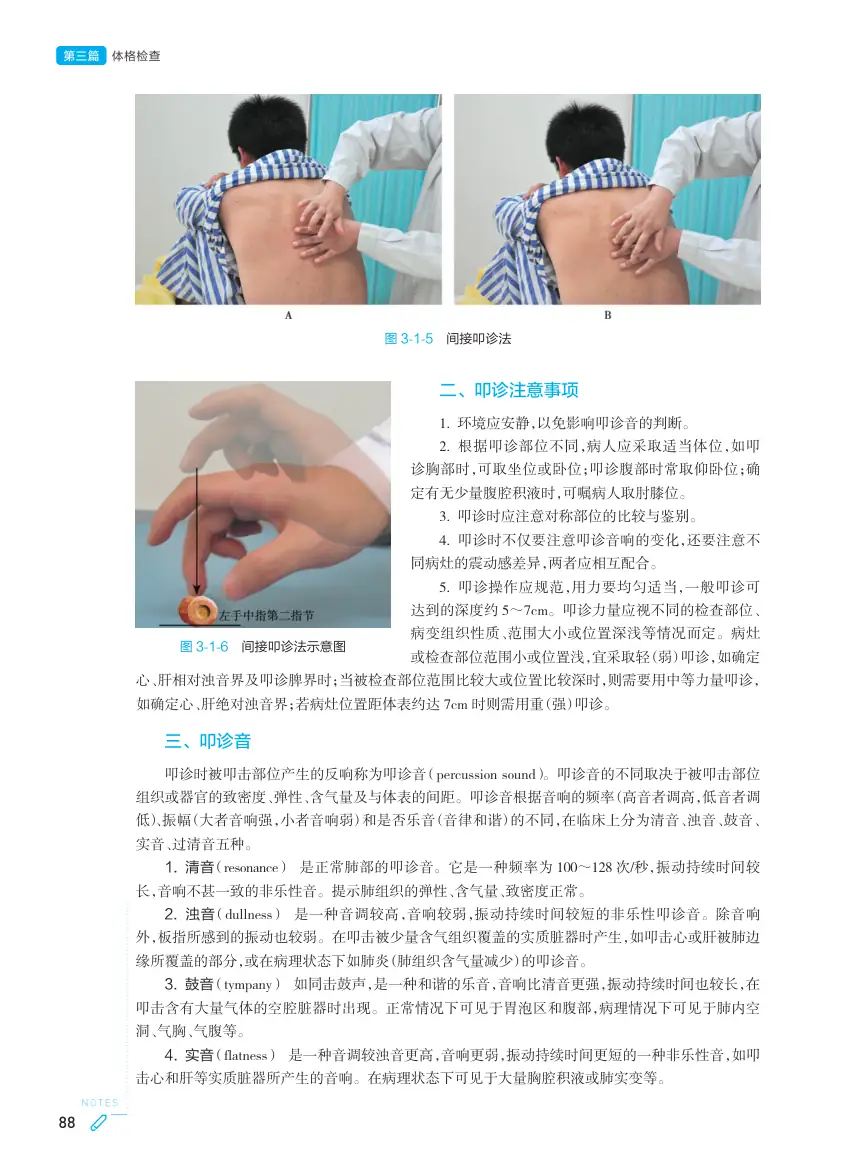 第三篇 体格检查
A
B
图 3-1-5 间接叩诊法
左手中指第二指节
图 3-1-6 间接叩诊法示意图
二、叩诊注意事项
1. 环境应安静,以免影响叩诊音的判断。
2. 根据叩诊部位不同,病人应采取适当体位,如叩
诊胸部时,可取坐位或卧位;叩诊腹部时常取仰卧位;确
定有无少量腹腔积液时,可嘱病人取肘膝位。
3. 叩诊时应注意对称部位的比较与鉴别。
4. 叩诊时不仅要注意叩诊音响的变化,还要注意不
同病灶的震动感差异,两者应相互配合。
5. 叩诊操作应规范,用力要均匀适当,一般叩诊可
达到的深度约 5～7cm。叩诊力量应视不同的检查部位、
病变组织性质、范围大小或位置深浅等情况而定。病灶
或检查部位范围小或位置浅,宜采取轻(弱)叩诊,如确定
心、肝相对浊音界及叩诊脾界时;当被检查部位范围比较大或位置比较深时,则需要用中等力量叩诊,
如确定心、肝绝对浊音界;若病灶位置距体表约达 7cm 时则需用重(强)叩诊。
三、叩诊音
叩诊时被叩击部位产生的反响称为叩诊音(percussion sound)。叩诊音的不同取决于被叩击部位
组织或器官的致密度、弹性、含气量及与体表的间距。叩诊音根据音响的频率(高音者调高,低音者调
低)、振幅(大者音响强,小者音响弱)和是否乐音(音律和谐)的不同,在临床上分为清音、浊音、鼓音、
实音、过清音五种。
1. 清音(resonance) 是正常肺部的叩诊音。它是一种频率为 100～128 次/秒,振动持续时间较
长,音响不甚一致的非乐性音。提示肺组织的弹性、含气量、致密度正常。
2. 浊音(dullness) 是一种音调较高,音响较弱,振动持续时间较短的非乐性叩诊音。除音响
外,板指所感到的振动也较弱。在叩击被少量含气组织覆盖的实质脏器时产生,如叩击心或肝被肺边
缘所覆盖的部分,或在病理状态下如肺炎(肺组织含气量减少)的叩诊音。
3. 鼓音(tympany) 如同击鼓声,是一种和谐的乐音,音响比清音更强,振动持续时间也较长,在
叩击含有大量气体的空腔脏器时出现。正常情况下可见于胃泡区和腹部,病理情况下可见于肺内空
洞、气胸、气腹等。
4. 实音(flatness) 是一种音调较浊音更高,音响更弱,振动持续时间更短的一种非乐性音,如叩
击心和肝等实质脏器所产生的音响。在病理状态下可见于大量胸腔积液或肺实变等。
NOTES
88